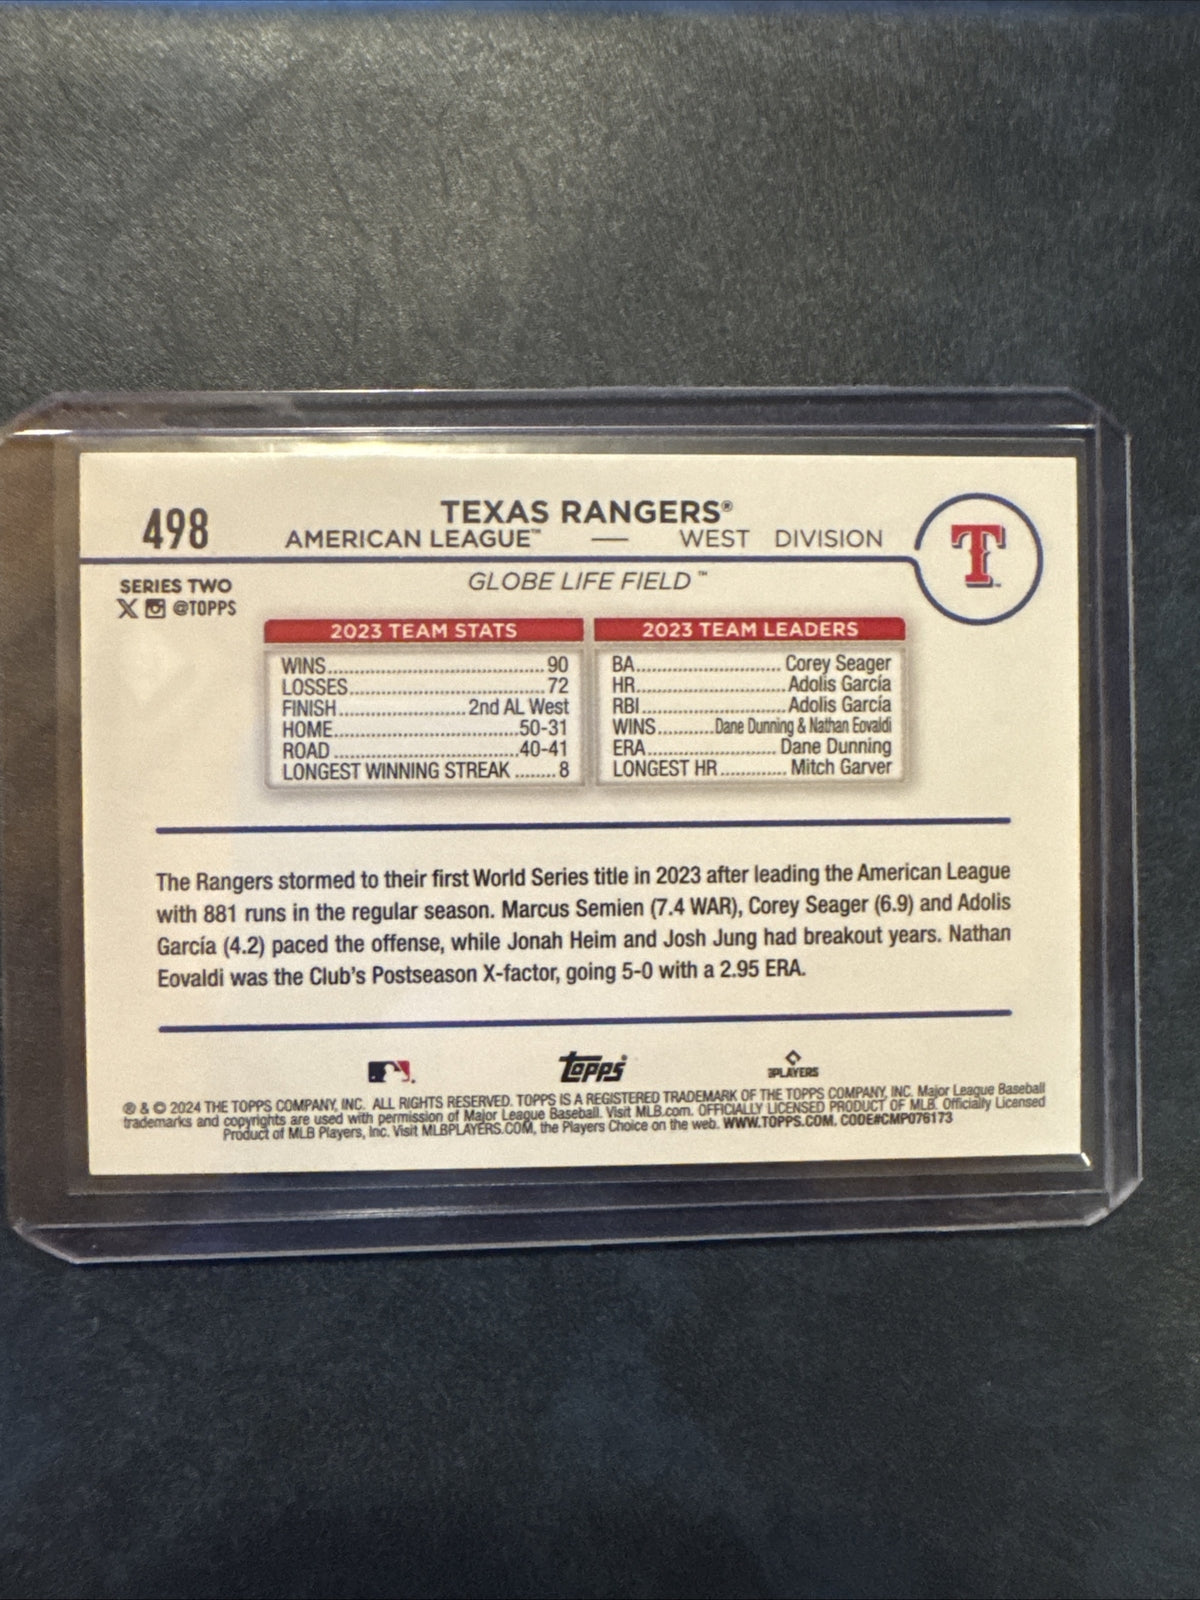 498
TEXAS RANGERS®
AMERICAN LEAGUE™ — WEST DIVISION
T™
SERIES TWO
X @TOPPS
GLOBE LIFE FIELD™
2023 TEAM STATS
WINS 90
LOSSES 72
FINISH 2nd AL West
HOME 50-31
ROAD 40-41
LONGEST WINNING STREAK 8
2023 TEAM LEADERS
BA Corey Seager
HR Adolis García
RBI Adolis García
WINS Dane Dunning & Nathan Eovaldi
ERA Dane Dunning
LONGEST HR Mitch Garver
The Rangers stormed to their first World Series title in 2023 after leading the American League
with 881 runs in the regular season. Marcus Semien (7.4 WAR), Corey Seager (6.9) and Adolis
García (4.2) paced the offense, while Jonah Heim and Josh Jung had breakout years. Nathan
Eovaldi was the Club's Postseason X-factor, going 5-0 with a 2.95 ERA.
Topps
PLAYERS
® & © 2024 THE TOPPS COMPANY, INC. ALL RIGHTS RESERVED. TOPPS IS A REGISTERED TRADEMARK OF THE TOPPS COMPANY, INC. Major League Baseball
trademarks and copyrights are used with permission of Major League Baseball. Visit MLB.com. OFFICIALLY LICENSED PRODUCT OF MLB. Officially Licensed
Product of MLB Players, Inc. Visit MLBPLAYERS.COM, the Players Choice on the web. WWW.TOPPS.COM. CODE#CMP076173